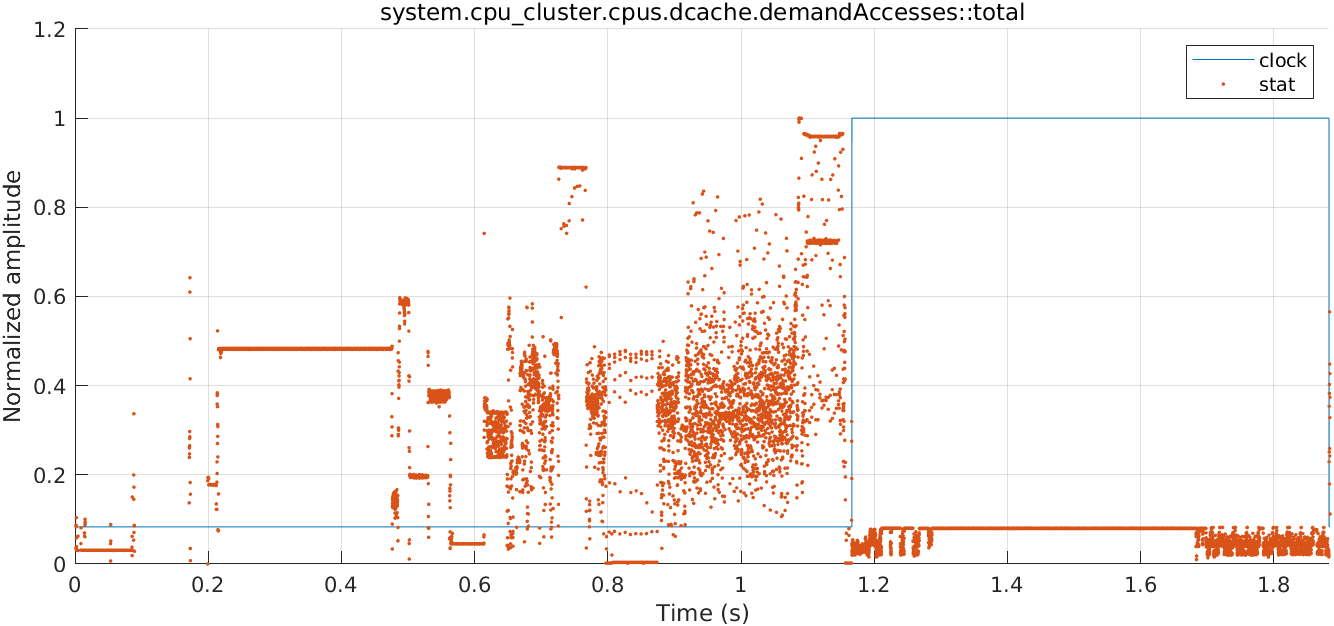 system.cpu_cluster.cpus.dcache.demandAccesses::total
1.2
1
0.8
0.6
0.4
0.2
0
Normalized amplitude
clock
stat
0 0.2 0.4 0.6 0.8 1 1.2 1.4 1.6 1.8
Time (s)